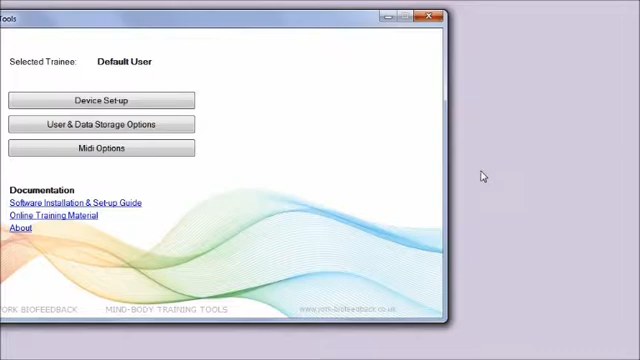 Tools
Selected Trainee: Default User
Device Set-up
User & Data Storage Options
Midi Options
Documentation
Software Installation & Set-up Guide
Online Training Material
About
ORK BIOFEEDBACK MIND-BODY TRAINING TOOLS www.york-biofeedback.co.uk